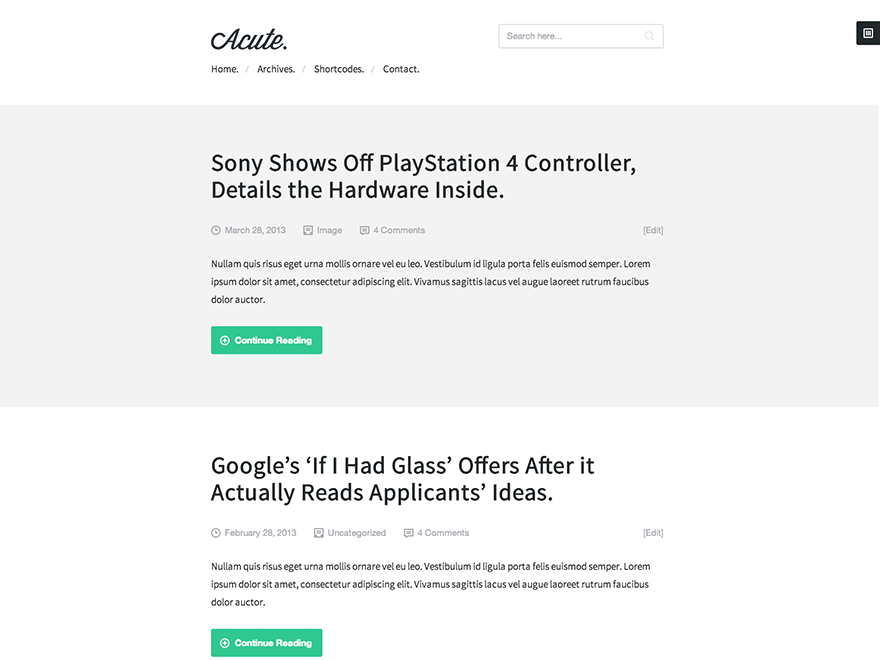 Acute.
Search here...
Home. / Archives. / Shortcodes. / Contact.
Sony Shows Off PlayStation 4 Controller,
Details the Hardware Inside.
March 28, 2013 Image 4 Comments [Edit]
Nullam quis risus eget urna mollis ornare vel eu leo. Vestibulum id ligula porta felis euismod semper. Lorem
ipsum dolor sit amet, consectetur adipiscing elit. Vivamus sagittis lacus vel augue laoreet rutrum faucibus
dolor auctor.
Continue Reading
Google’s ‘If I Had Glass’ Offers After it
Actually Reads Applicants’ Ideas.
February 28, 2013 Uncategorized 4 Comments [Edit]
Nullam quis risus eget urna mollis ornare vel eu leo. Vestibulum id ligula porta felis euismod semper. Lorem
ipsum dolor sit amet, consectetur adipiscing elit. Vivamus sagittis lacus vel augue laoreet rutrum faucibus
dolor auctor.
Continue Reading